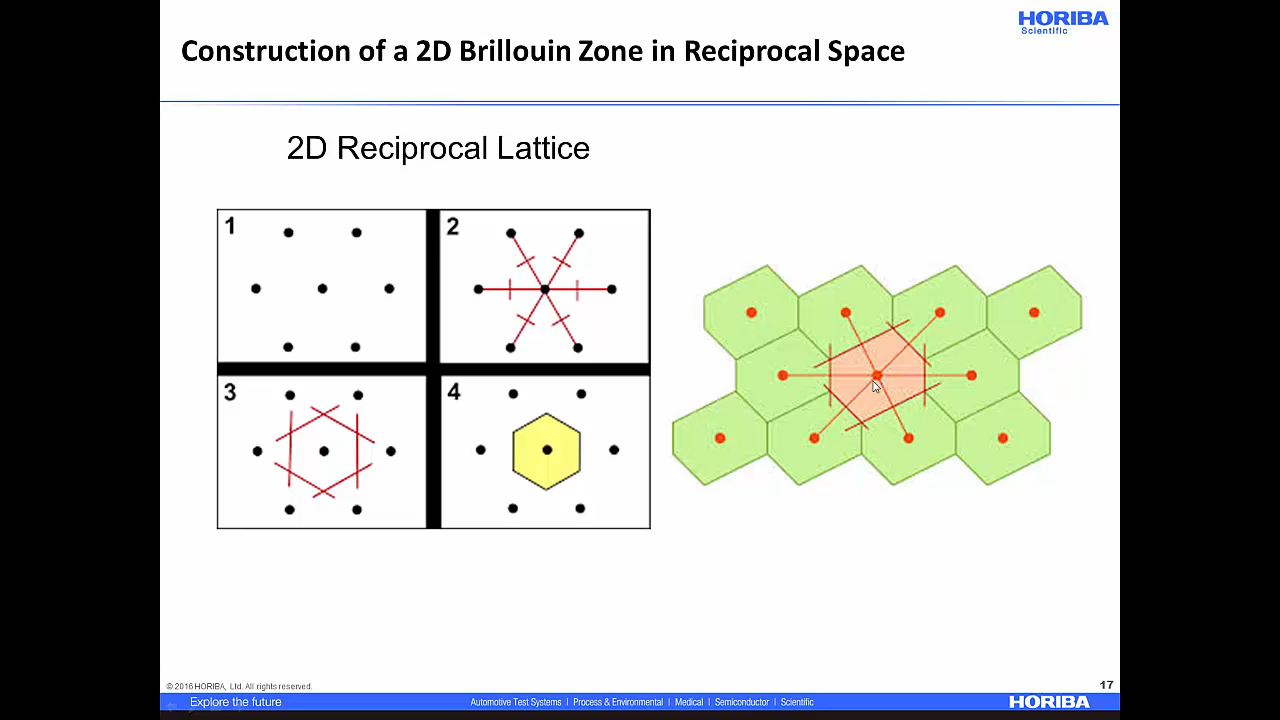 HORIBA
Scientific
Construction of a 2D Brillouin Zone in Reciprocal Space
2D Reciprocal Lattice
1
2
3
4
© 2016 HORIBA, Ltd. All rights reserved.
17
Explore the future
Automotive Test Systems | Process & Environmental | Medical | Semiconductor | Scientific
HORIBA